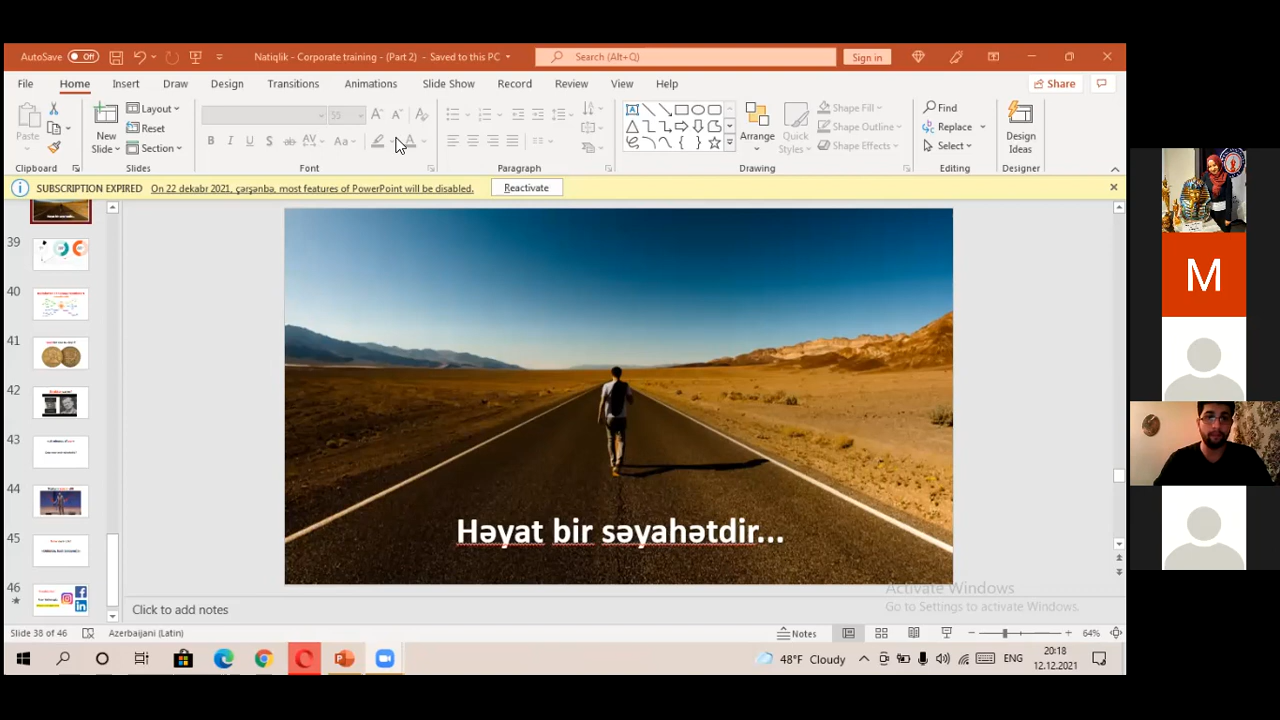 AutoSave Off
Natiqlik - Corporate training - (Part 2) - Saved to this PC
Search (Alt+Q)
Sign in
File Home Insert Draw Design Transitions Animations Slide Show Record Review View Help
Share
Paste
New Slide
Layout
Reset
Section
55
B I U S ab AV Aa A
Arrange
Quick Styles
Shape Fill
Shape Outline
Shape Effects
Find
Replace
Select
Design Ideas
Clipboard Slides Font Paragraph Drawing Editing Designer
SUBSCRIPTION EXPIRED On 22 dekabr 2021, çərşənbə, most features of PowerPoint will be disabled. Reactivate
39
40
41
42
43
44
45
46
Həyat bir səyahətdir...
M
Activate Windows
Go to Settings to activate Windows.
Click to add notes
Slide 38 of 46 Azerbaijani (Latin) Notes 64%
48°F Cloudy ENG 20:18
12.12.2021